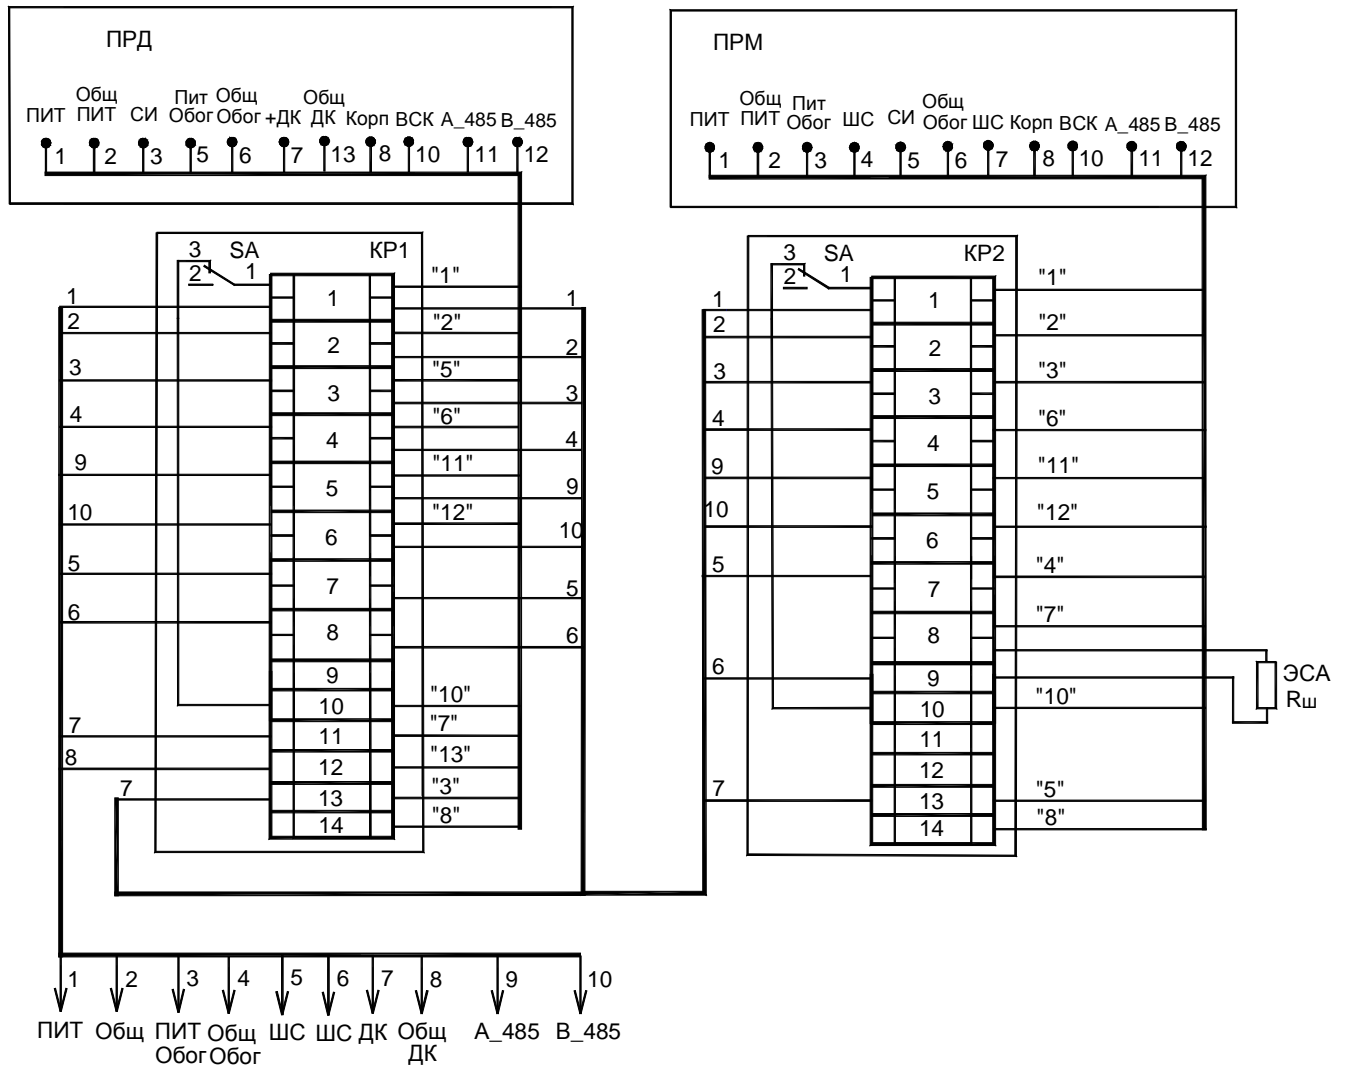 ПРД
ПИТ
Общ
ПИТ
СИ
Пит
Обог
Общ
Обог
+ДК
Общ
ДК
Корп
ВСК
А_485
В_485
1 2 3 5 6 7 13 8 10 11 12
ПРМ
ПИТ
Общ
ПИТ
Пит
Обог
ШС
СИ
Общ
Обог
ШС
Корп
ВСК
А_485
В_485
1 2 3 4 5 6 7 8 10 11 12
3 SA КР1
2 1
1
2
3
4
9
10
5
6
7
8
7
1
2
3
4
5
6
7
8
9
10
11
12
13
14
"1"
"2"
"5"
"6"
"11"
"12"
"10"
"7"
"13"
"3"
"8"
1
2
3
4
9
10
5
6
3 SA КР2
2 1
1
2
3
4
9
10
5
6
7
1
2
3
4
5
6
7
8
9
10
11
12
13
14
"1"
"2"
"3"
"6"
"11"
"12"
"4"
"7"
"10"
"5"
"8"
ЭСА
Rш
1 2 3 4 5 6 7 8 9 10
ПИТ
Общ
ПИТ
Обог
Общ
Обог
ШС
ШС
ДК
Общ
ДК
А_485
В_485